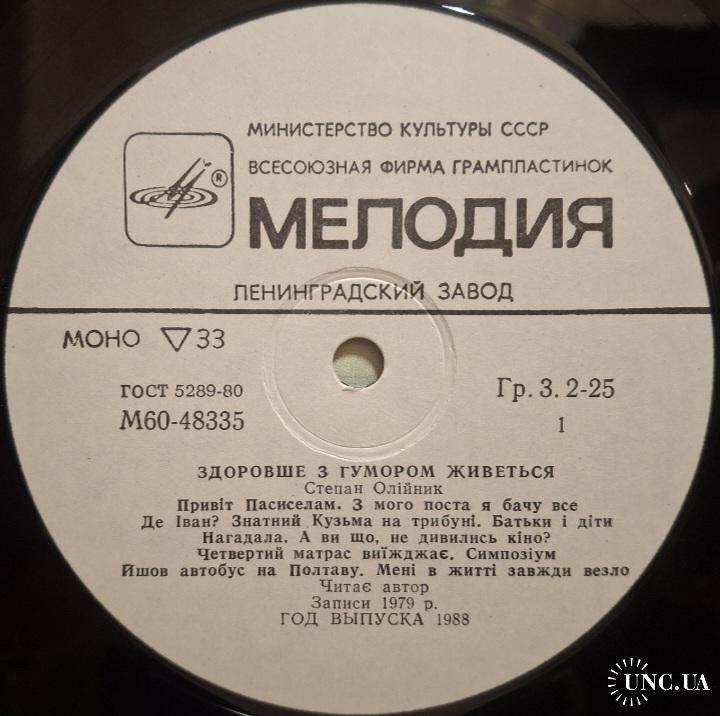 МИНИСТЕРСТВО КУЛЬТУРЫ СССР
ВСЕСОЮЗНАЯ ФИРМА ГРАМПЛАСТИНОК
®
МЕЛОДИЯ
ЛЕНИНГРАДСКИЙ ЗАВОД
МОНО ▽33
ГОСТ 5289-80
Гр. 3. 2-25
М60-48335
1
ЗДОРОВШЕ З ГУМОРОМ ЖИВЕТЬСЯ
Степан Олійник
Привіт Пасиселам. З мого поста я бачу все
Де Іван? Знатний Кузьма на трибуні. Батьки і діти
Нагадала. А ви що, не дивились кіно?
Четвертий матрас виїжджає. Симпозіум
Йшов автобус на Полтаву. Мені в житті завжди везло
Читає автор
Записи 1979 р.
ГОД ВЫПУСКА 1988
UNC.UA